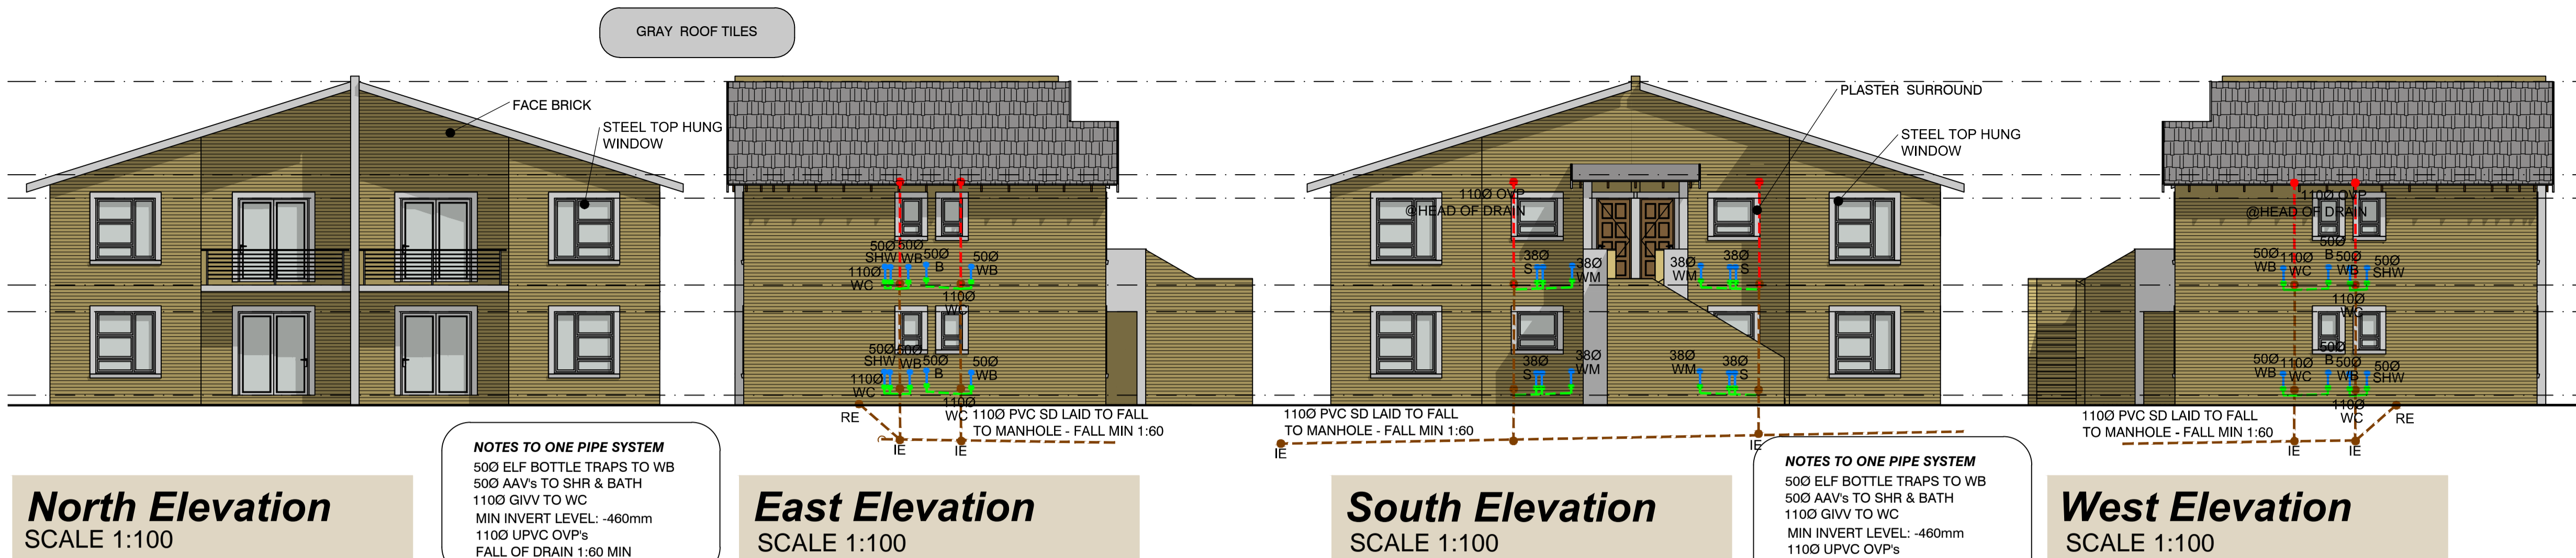 GRAY ROOF TILES
FACE BRICK
STEEL TOP HUNG
WINDOW
50Ø
SHW
50Ø
WB
50Ø
B
50Ø
WB
110Ø
WC
110Ø
WC
50Ø
SHW
50Ø
WB
50Ø
B
50Ø
WB
110Ø
WC
110Ø
WC
RE
IE
IE
110Ø PVC SD LAID TO FALL
TO MANHOLE - FALL MIN 1:60
PLASTER SURROUND
STEEL TOP HUNG
WINDOW
110Ø OVP
@HEAD OF DRAIN
38Ø
S
38Ø
WM
38Ø
WM
38Ø
S
38Ø
S
38Ø
WM
38Ø
WM
38Ø
S
110Ø PVC SD LAID TO FALL
TO MANHOLE - FALL MIN 1:60
IE
IE
110Ø OVP
@HEAD OF DRAIN
50Ø
WB
110Ø
WC
50Ø
B
50Ø
WB
50Ø
SHW
110Ø
WC
50Ø
WB
110Ø
WC
50Ø
B
50Ø
WB
50Ø
SHW
110Ø
WC
RE
110Ø PVC SD LAID TO FALL
TO MANHOLE - FALL MIN 1:60
IE
IE
North Elevation
SCALE 1:100
NOTES TO ONE PIPE SYSTEM
50Ø ELF BOTTLE TRAPS TO WB
50Ø AAV's TO SHR & BATH
110Ø GIVV TO WC
MIN INVERT LEVEL: -460mm
110Ø UPVC OVP's
FALL OF DRAIN 1:60 MIN
East Elevation
SCALE 1:100
South Elevation
SCALE 1:100
NOTES TO ONE PIPE SYSTEM
50Ø ELF BOTTLE TRAPS TO WB
50Ø AAV's TO SHR & BATH
110Ø GIVV TO WC
MIN INVERT LEVEL: -460mm
110Ø UPVC OVP's
West Elevation
SCALE 1:100